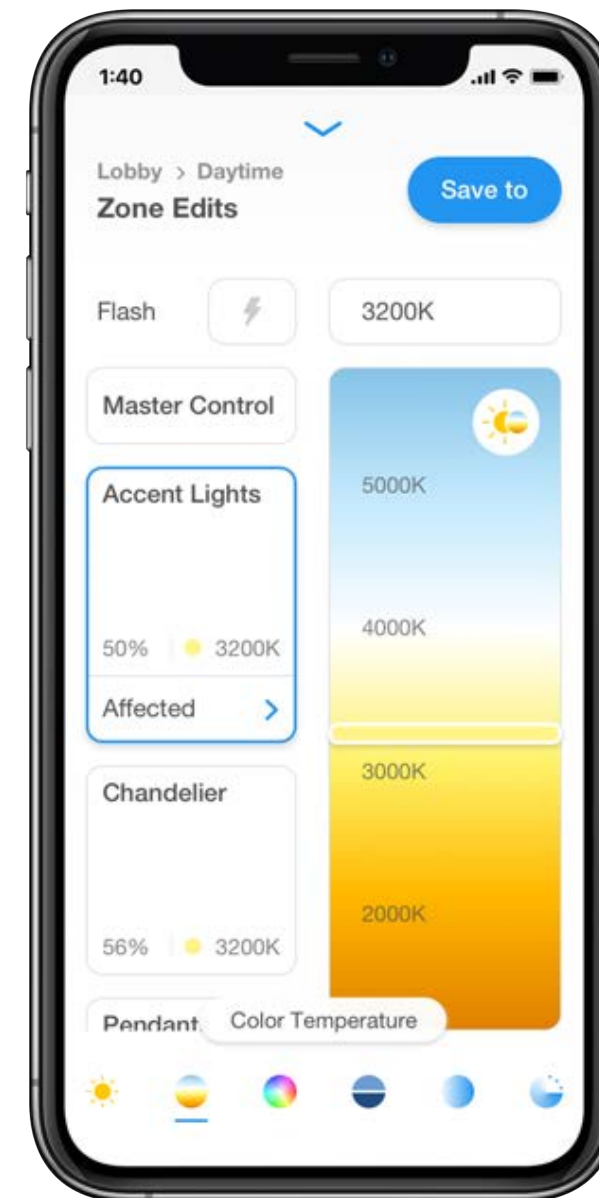 1:40
Lobby > Daytime
Zone Edits
Save to
Flash
3200K
Master Control
Accent Lights
50%
3200K
Affected
Chandelier
56%
3200K
Pendant
5000K
4000K
3000K
2000K
Color Temperature